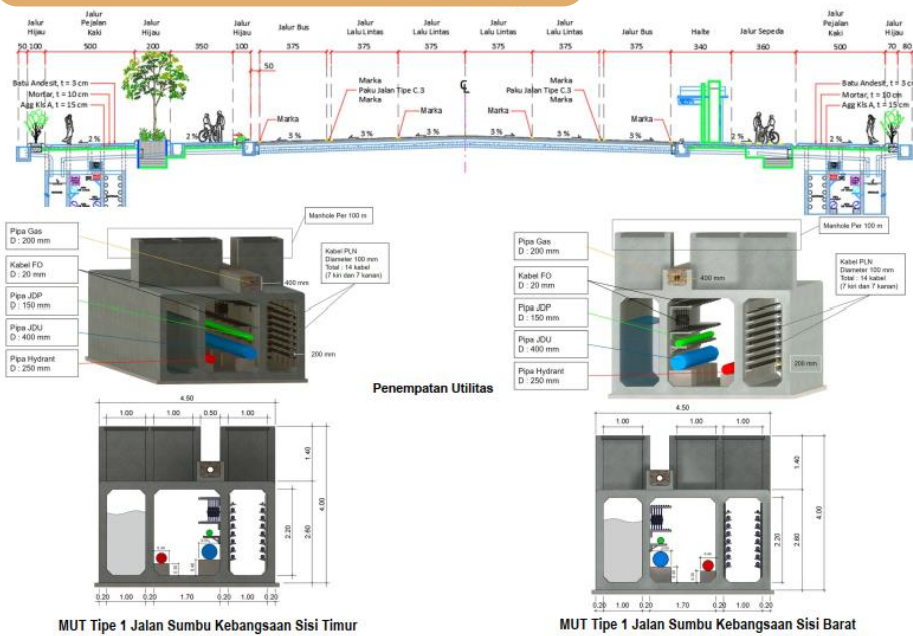 Jalur Hijau
Jalur Pejalan Kaki
Jalur Hijau
Jalur Hijau
Jalur Bus
Jalur Lalu Lintas
Jalur Lalu Lintas
Jalur Lalu Lintas
Jalur Lalu Lintas
Jalur Bus
Halte
Jalur Sepeda
Jalur Pejalan Kaki
Jalur Hijau
50 100 500 200 350 100 375 375 375 375 375 375 340 360 500 70 80
50
Batu Andesit, t = 3 cm
Mortar, t = 10 cm
Agg Kls A, t = 15 cm
Marka
Marka
Paku Jalan Tipe C.3
Marka
Marka
Marka
Marka
Paku Jalan Tipe C.3
Marka
Marka
Batu Andesit, t = 3 cm
Mortar, t = 10 cm
Agg Kls A, t = 15 cm
2 % 2 % 3 % 3 % 3 % 3 % 3 % 3 % 2 % 2 %
Pipa Gas
D : 200 mm
Kabel FO
D : 20 mm
Pipa JDP
D : 150 mm
Pipa JDU
D : 400 mm
Pipa Hydrant
D : 250 mm
Manhole Per 100 m
Kabel PLN
Diameter 100 mm
Total : 14 kabel
(7 kiri dan 7 kanan)
400 mm
200 mm
Pipa Gas
D : 200 mm
Kabel FO
D : 20 mm
Pipa JDP
D : 150 mm
Pipa JDU
D : 400 mm
Pipa Hydrant
D : 250 mm
Manhole Per 100 m
Kabel PLN
Diameter 100 mm
Total : 14 kabel
(7 kiri dan 7 kanan)
400 mm
200 mm
Penempatan Utilitas
4.50
1.00 1.00 0.50 1.00
1.40
4.00
2.20
2.60
0.20 1.00 0.20 1.70 0.20 1.00 0.20
MUT Tipe 1 Jalan Sumbu Kebangsaan Sisi Timur
4.50
1.00 1.00 1.00
1.40
4.00
2.20
2.60
0.20 1.00 0.20 1.70 0.20 1.00 0.20
MUT Tipe 1 Jalan Sumbu Kebangsaan Sisi Barat